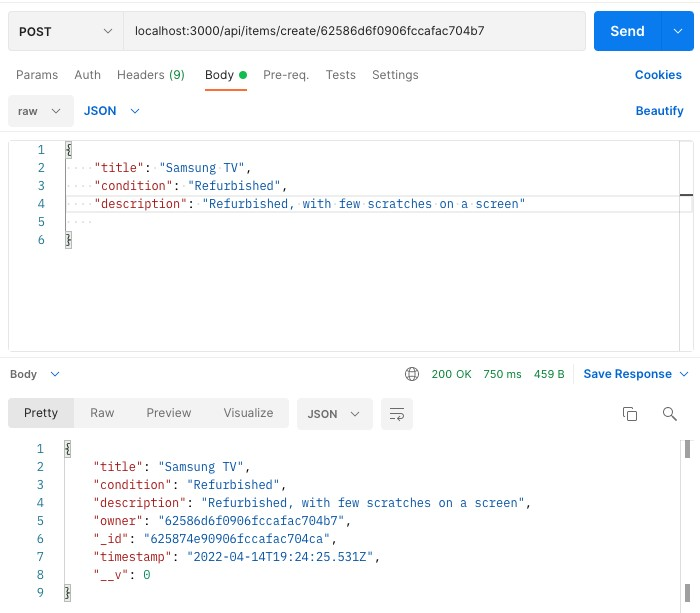 POST localhost:3000/api/items/create/62586d6f0906fccafac704b7 Send
Params Auth Headers (9) Body Pre-req. Tests Settings Cookies
raw JSON Beautify
1 {
2 "title": "Samsung TV",
3 "condition": "Refurbished",
4 "description": "Refurbished, with few scratches on a screen"
5
6 }
Body 200 OK 750 ms 459 B Save Response
Pretty Raw Preview Visualize JSON
1 {
2 "title": "Samsung TV",
3 "condition": "Refurbished",
4 "description": "Refurbished, with few scratches on a screen",
5 "owner": "62586d6f0906fccafac704b7",
6 "_id": "625874e90906fccafac704ca",
7 "timestamp": "2022-04-14T19:24:25.531Z",
8 "__v": 0
9 }